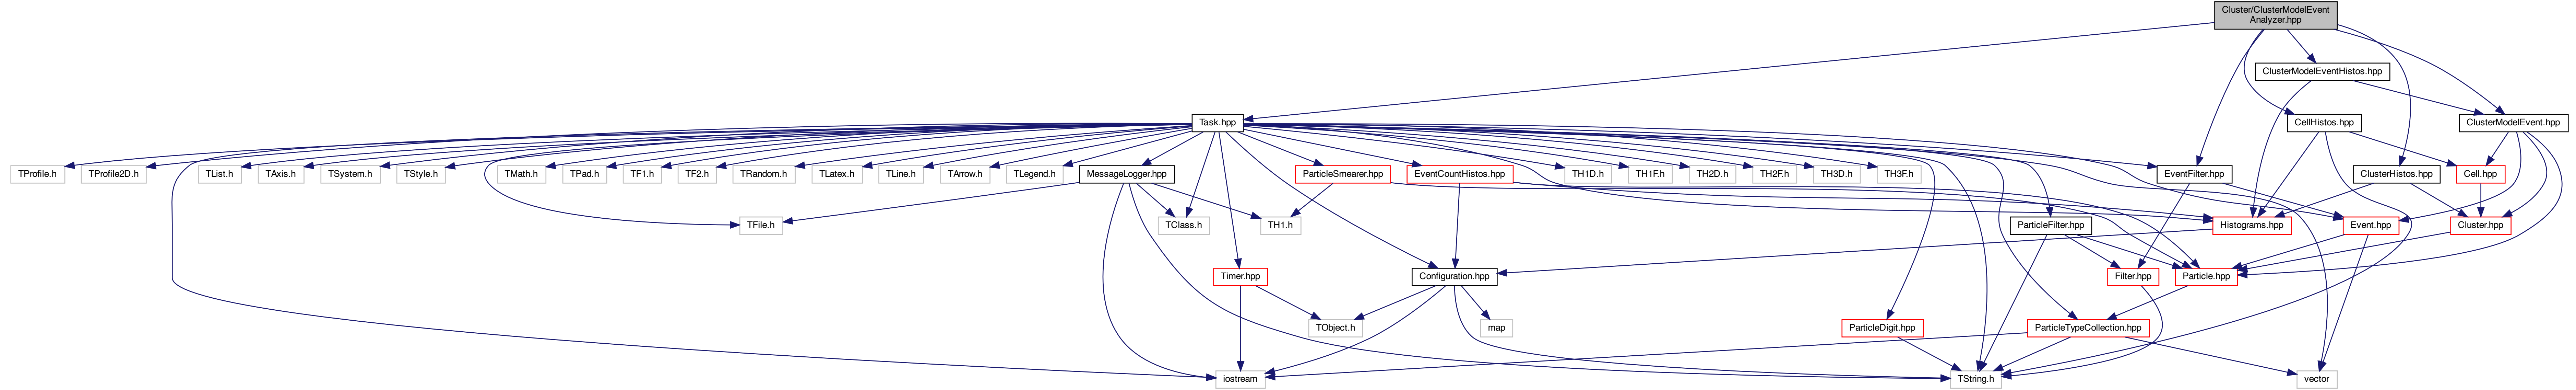 Cluster/ClusterModelEvent
Analyzer.hpp
ClusterModelEventHistos.hpp
Task.hpp
CellHistos.hpp
ClusterModelEvent.hpp
TProfile.h
TProfile2D.h
TList.h
TAxis.h
TSystem.h
TStyle.h
TMath.h
TPad.h
TF1.h
TF2.h
TRandom.h
TLatex.h
TLine.h
TArrow.h
TLegend.h
MessageLogger.hpp
ParticleSmearer.hpp
EventCountHistos.hpp
TH1D.h
TH1F.h
TH2D.h
TH2F.h
TH3D.h
TH3F.h
EventFilter.hpp
ClusterHistos.hpp
Cell.hpp
TFile.h
TClass.h
TH1.h
ParticleFilter.hpp
Histograms.hpp
Event.hpp
Cluster.hpp
Timer.hpp
Configuration.hpp
Filter.hpp
Particle.hpp
TObject.h
map
ParticleDigit.hpp
ParticleTypeCollection.hpp
iostream
TString.h
vector